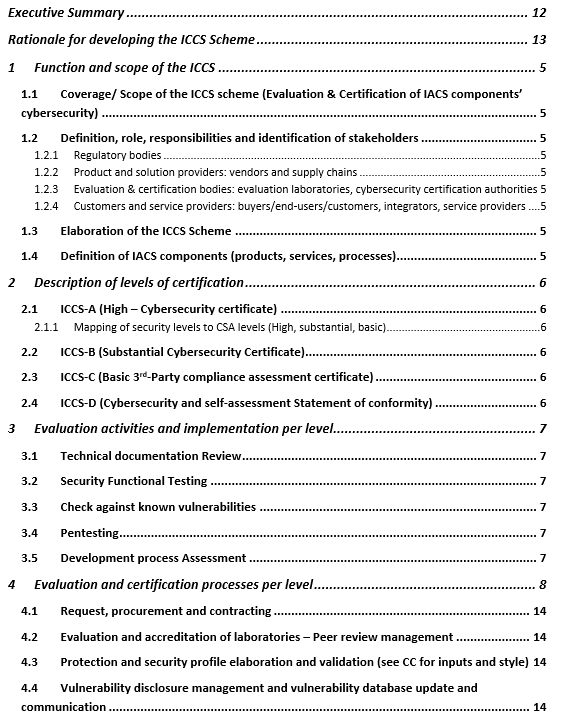 Executive Summary ... 12
Rationale for developing the ICCS Scheme ... 13
1 Function and scope of the ICCS ... 5
1.1 Coverage/ Scope of the ICCS scheme (Evaluation & Certification of IACS components’
cybersecurity) ... 5
1.2 Definition, role, responsibilities and identification of stakeholders ... 5
1.2.1 Regulatory bodies ... 5
1.2.2 Product and solution providers: vendors and supply chains ... 5
1.2.3 Evaluation & certification bodies: evaluation laboratories, cybersecurity certification authorities 5
1.2.4 Customers and service providers: buyers/end-users/customers, integrators, service providers ....5
1.3 Elaboration of the ICCS Scheme ... 5
1.4 Definition of IACS components (products, services, processes)... 5
2 Description of levels of certification ... 6
2.1 ICCS-A (High – Cybersecurity certificate) ... 6
2.1.1 Mapping of security levels to CSA levels (High, substantial, basic)... 6
2.2 ICCS-B (Substantial Cybersecurity Certificate)... 6
2.3 ICCS-C (Basic 3rd-Party compliance assessment certificate) ... 6
2.4 ICCS-D (Cybersecurity and self-assessment Statement of conformity) ... 6
3 Evaluation activities and implementation per level... 7
3.1 Technical documentation Review... 7
3.2 Security Functional Testing ... 7
3.3 Check against known vulnerabilities ... 7
3.4 Pentesting... 7
3.5 Development process Assessment ... 7
4 Evaluation and certification processes per level... 8
4.1 Request, procurement and contracting ... 14
4.2 Evaluation and accreditation of laboratories – Peer review management ... 14
4.3 Protection and security profile elaboration and validation (see CC for inputs and style) 14
4.4 Vulnerability disclosure management and vulnerability database update and
communication ... 14